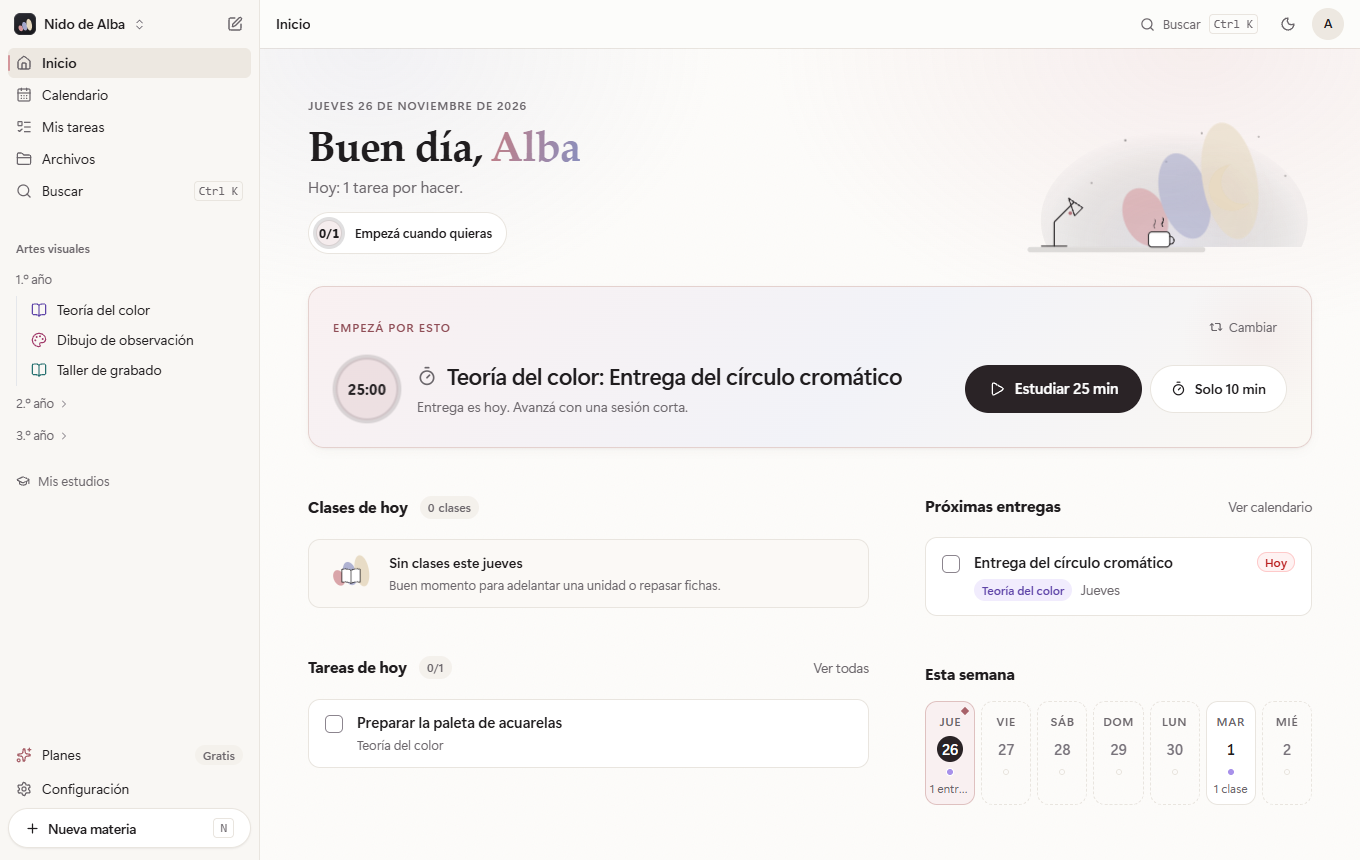 Nido de Alba
Inicio
Calendario
Mis tareas
Archivos
Buscar Ctrl K
Artes visuales
1.º año
Teoría del color
Dibujo de observación
Taller de grabado
2.º año
3.º año
Mis estudios
Planes Gratis
Configuración
Nueva materia N
Inicio
Buscar Ctrl K
A
JUEVES 26 DE NOVIEMBRE DE 2026
Buen día, Alba
Hoy: 1 tarea por hacer.
0/1 Empezá cuando quieras
EMPEZÁ POR ESTO
Cambiar
25:00
Teoría del color: Entrega del círculo cromático
Entrega es hoy. Avanzá con una sesión corta.
Estudiar 25 min
Solo 10 min
Clases de hoy 0 clases
Sin clases este jueves
Buen momento para adelantar una unidad o repasar fichas.
Tareas de hoy 0/1
Ver todas
Preparar la paleta de acuarelas
Teoría del color
Próximas entregas
Ver calendario
Entrega del círculo cromático
Hoy
Teoría del color Jueves
Esta semana
JUE VIE SÁB DOM LUN MAR MIÉ
26 27 28 29 30 1 2
1 entr... 1 clase